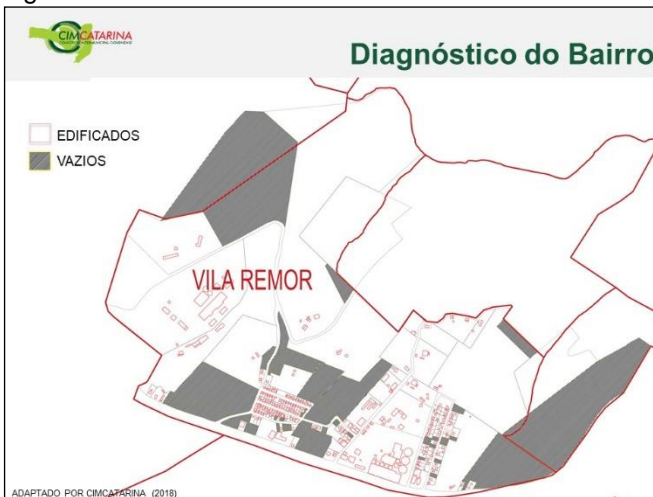 CIMCATARINA
Diagnóstico do Bairro
EDIFICADOS
VAZIOS
VILA REMOR
ADAPTADO POR CIMCATARINA (2018)